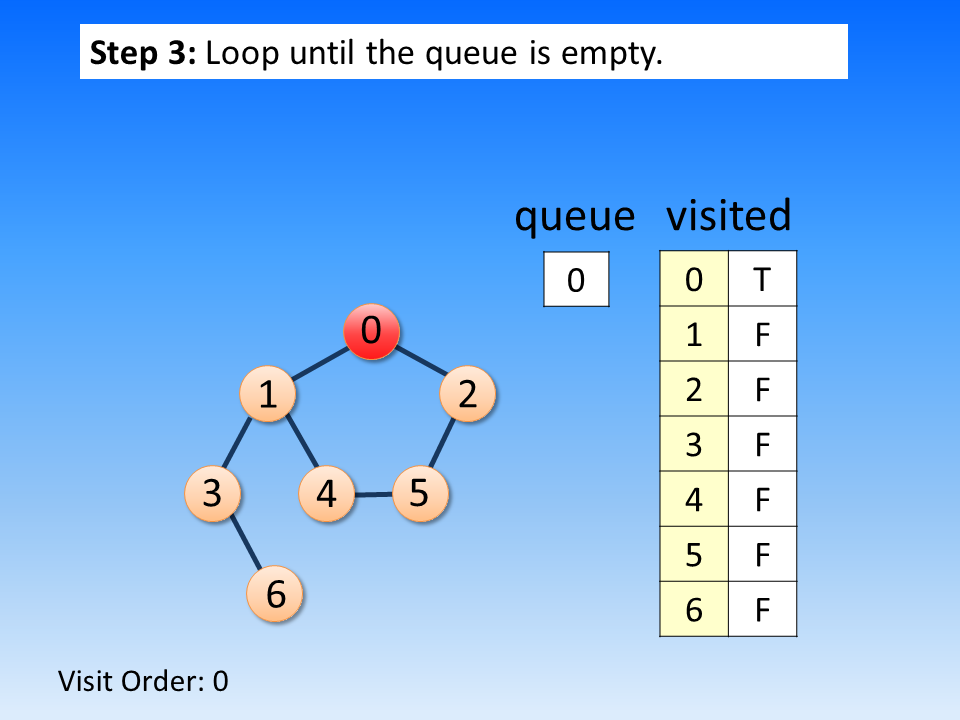 Step 3: Loop until the queue is empty.
queue visited
0 0 T
1 F
2 F
3 F
4 F
5 F
6 F
0
1 2
3 4 5
6
Visit Order: 0